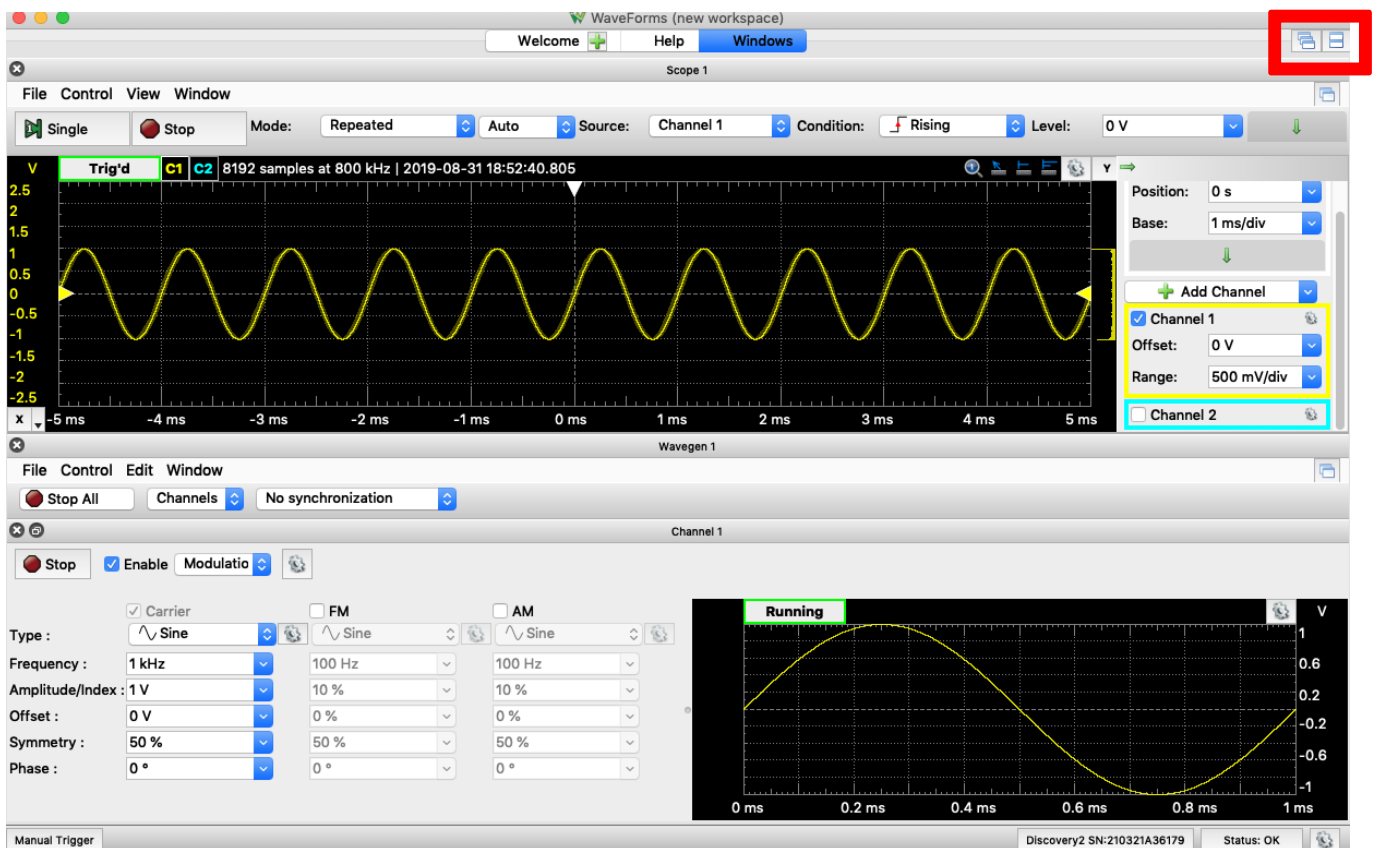 WaveForms (new workspace)
Welcome Help Windows
Scope 1
File Control View Window
Single Stop Mode: Repeated Auto Source: Channel 1 Condition: Rising Level: 0 V
V Trig'd C1 C2 8192 samples at 800 kHz | 2019-08-31 18:52:40.805 Y
2.5
2
1.5
1
0.5
0
-0.5
-1
-1.5
-2
-2.5
X -5 ms -4 ms -3 ms -2 ms -1 ms 0 ms 1 ms 2 ms 3 ms 4 ms 5 ms
Position: 0 s
Base: 1 ms/div
Add Channel
Channel 1
Offset: 0 V
Range: 500 mV/div
Channel 2
Wavegen 1
File Control Edit Window
Stop All Channels No synchronization
Channel 1
Stop Enable Modulatio
Carrier FM AM
Type : Sine Sine Sine
Frequency : 1 kHz 100 Hz 100 Hz
Amplitude/Index : 1 V 10 % 10 %
Offset : 0 V 0 % 0 %
Symmetry : 50 % 50 % 50 %
Phase : 0 ° 0 ° 0 °
Running V
1
0.6
0.2
-0.2
-0.6
-1
0 ms 0.2 ms 0.4 ms 0.6 ms 0.8 ms 1 ms
Manual Trigger Discovery2 SN:210321A36179 Status: OK